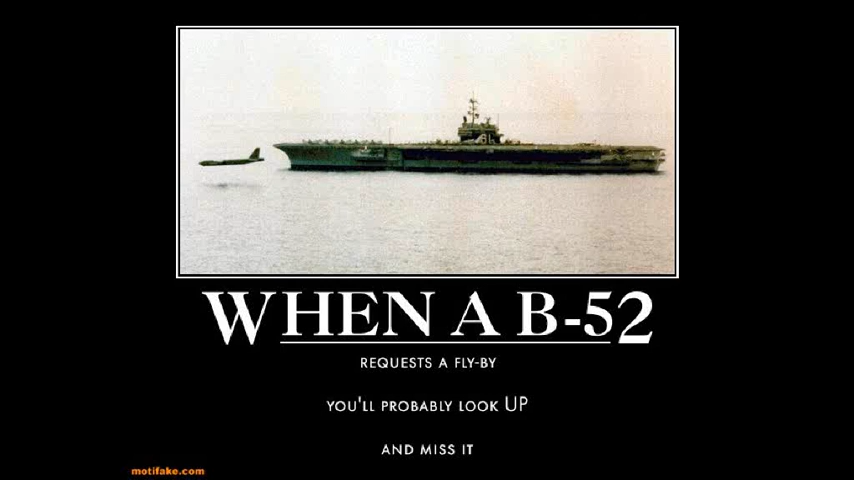 WHEN A B-52
REQUESTS A FLY-BY
YOU'LL PROBABLY LOOK UP
AND MISS IT
motifake.com